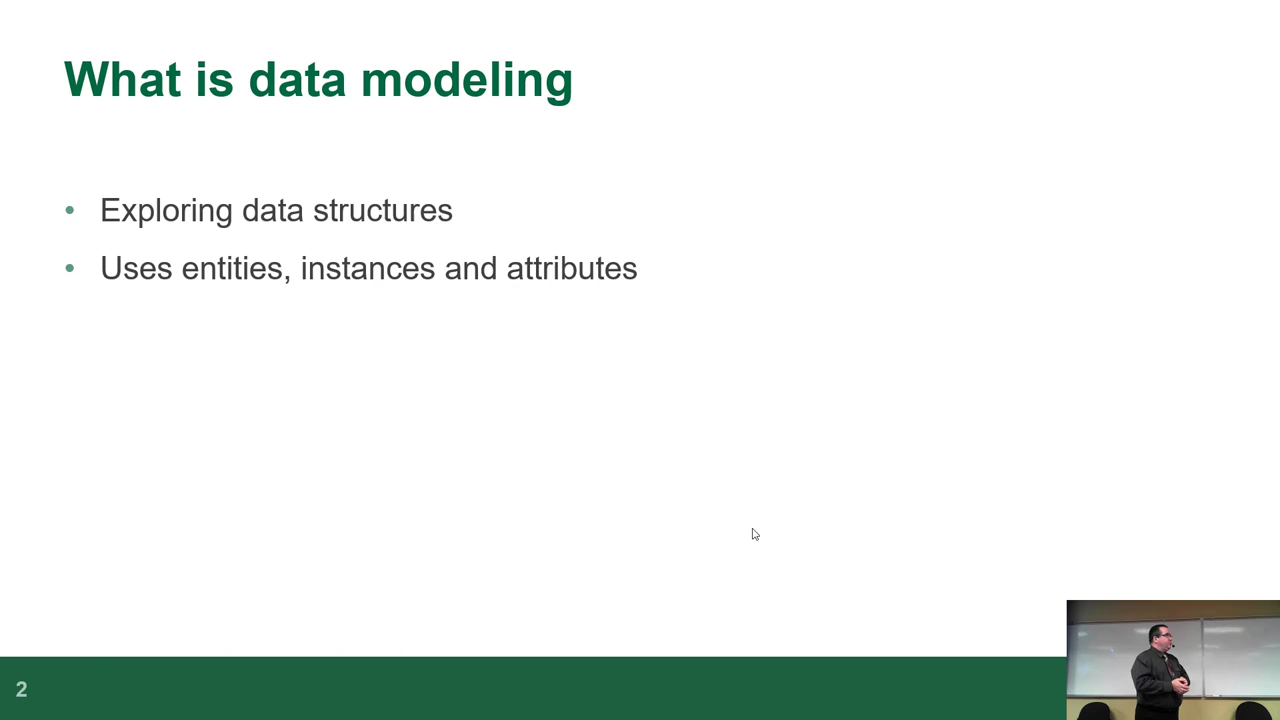 What is data modeling
• Exploring data structures
• Uses entities, instances and attributes
2